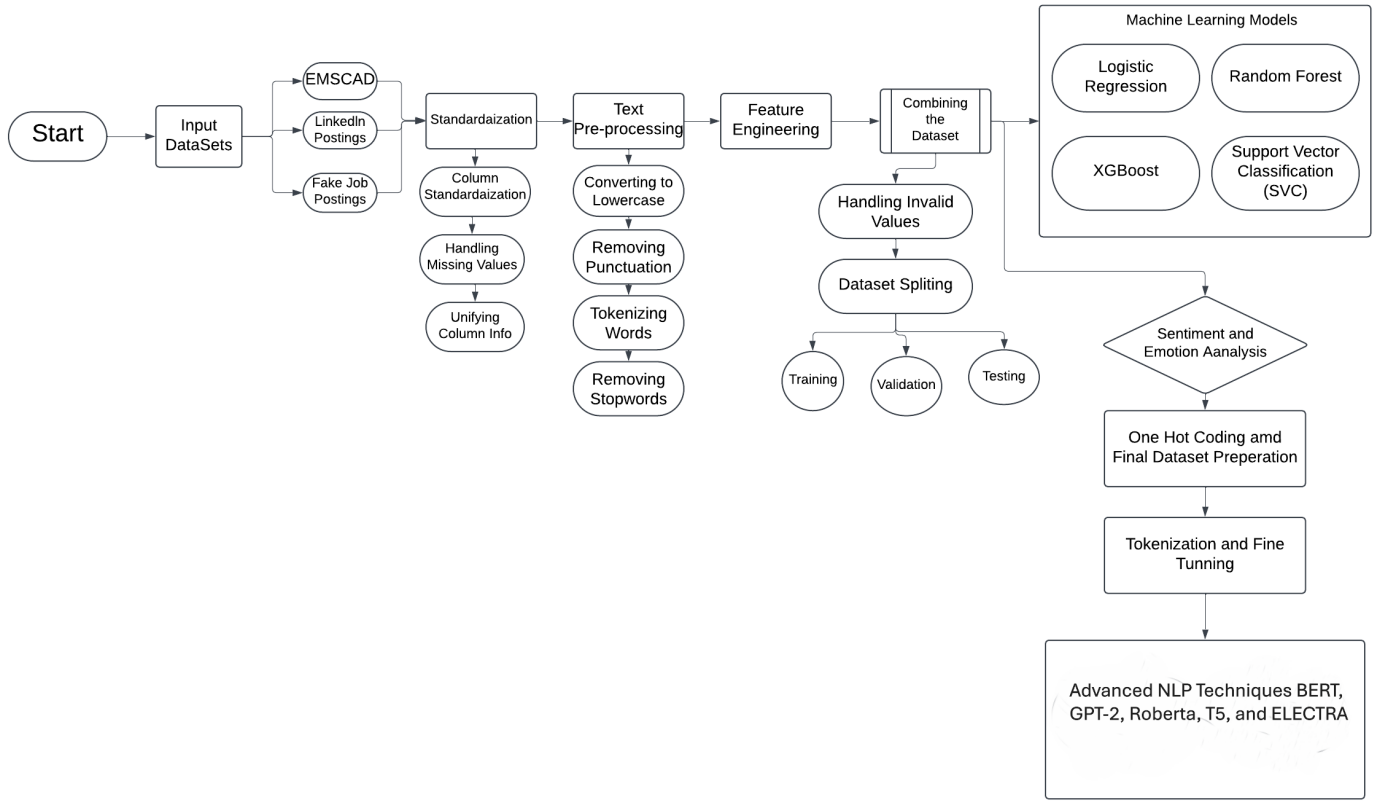 Start
Input
DataSets
EMSCAD
LinkedIn
Postings
Fake Job
Postings
Standardaization
Column
Standardaization
Handling
Missing Values
Unifying
Column Info
Text
Pre-processing
Converting to
Lowercase
Removing
Punctuation
Tokenizing
Words
Removing
Stopwords
Feature
Engineering
Combining
the
Dataset
Handling Invalid
Values
Dataset Spliting
Training
Validation
Testing
Machine Learning Models
Logistic
Regression
Random Forest
XGBoost
Support Vector
Classification
(SVC)
Sentiment and
Emotion Aanalysis
One Hot Coding amd
Final Dataset Preperation
Tokenization and Fine
Tunning
Advanced NLP Techniques BERT,
GPT-2, Roberta, T5, and ELECTRA